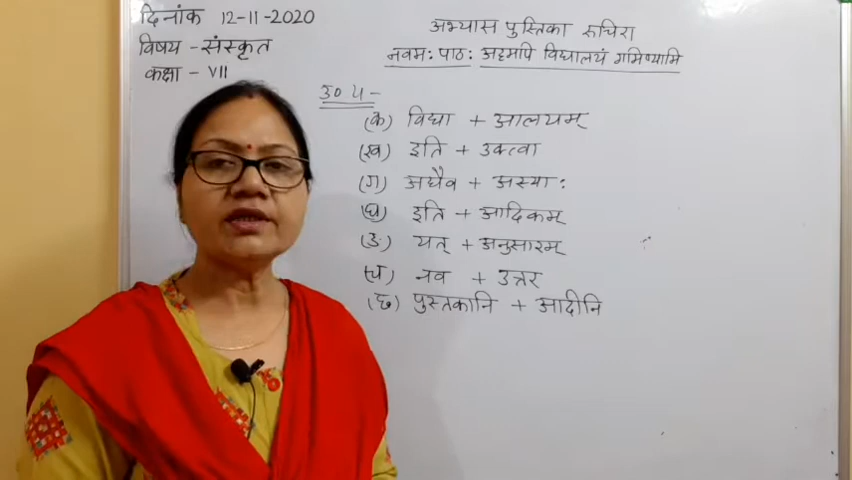 दिनांक 12-11-2020
विषय - संस्कृत
कक्षा - VII
अभ्यास पुस्तिका रुचिरा
नवमः पाठः अहमपि विद्यालयं गमिष्यामि
उ० ५ -
(क) विद्या + आलयम्
(ख) इति + उक्त्वा
(ग) अद्यैव + अस्याः
(घ) इति + आदिकम्
(ङ) यत् + अनुसारम्
(च) नव + उत्तर
(छ) पुस्तकानि + आदीनि